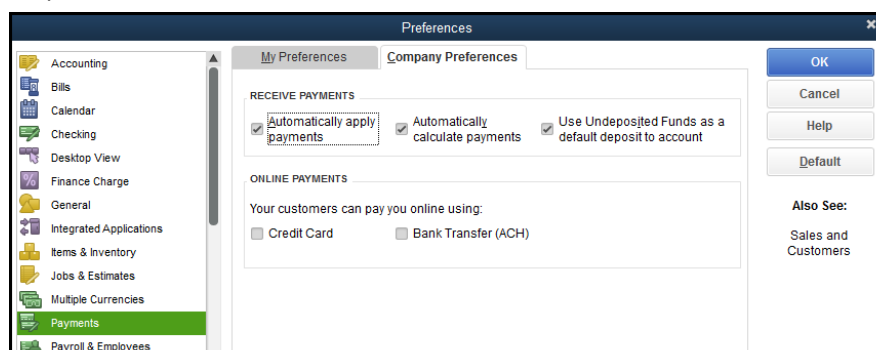 Preferences
Accounting
Bills
Calendar
Checking
Desktop View
Finance Charge
General
Integrated Applications
Items & Inventory
Jobs & Estimates
Multiple Currencies
Payments
Payroll & Employees
My Preferences
Company Preferences
RECEIVE PAYMENTS
Automatically apply
payments
Automatically
calculate payments
Use Undeposited Funds as a
default deposit to account
ONLINE PAYMENTS
Your customers can pay you online using:
Credit Card
Bank Transfer (ACH)
OK
Cancel
Help
Default
Also See:
Sales and
Customers